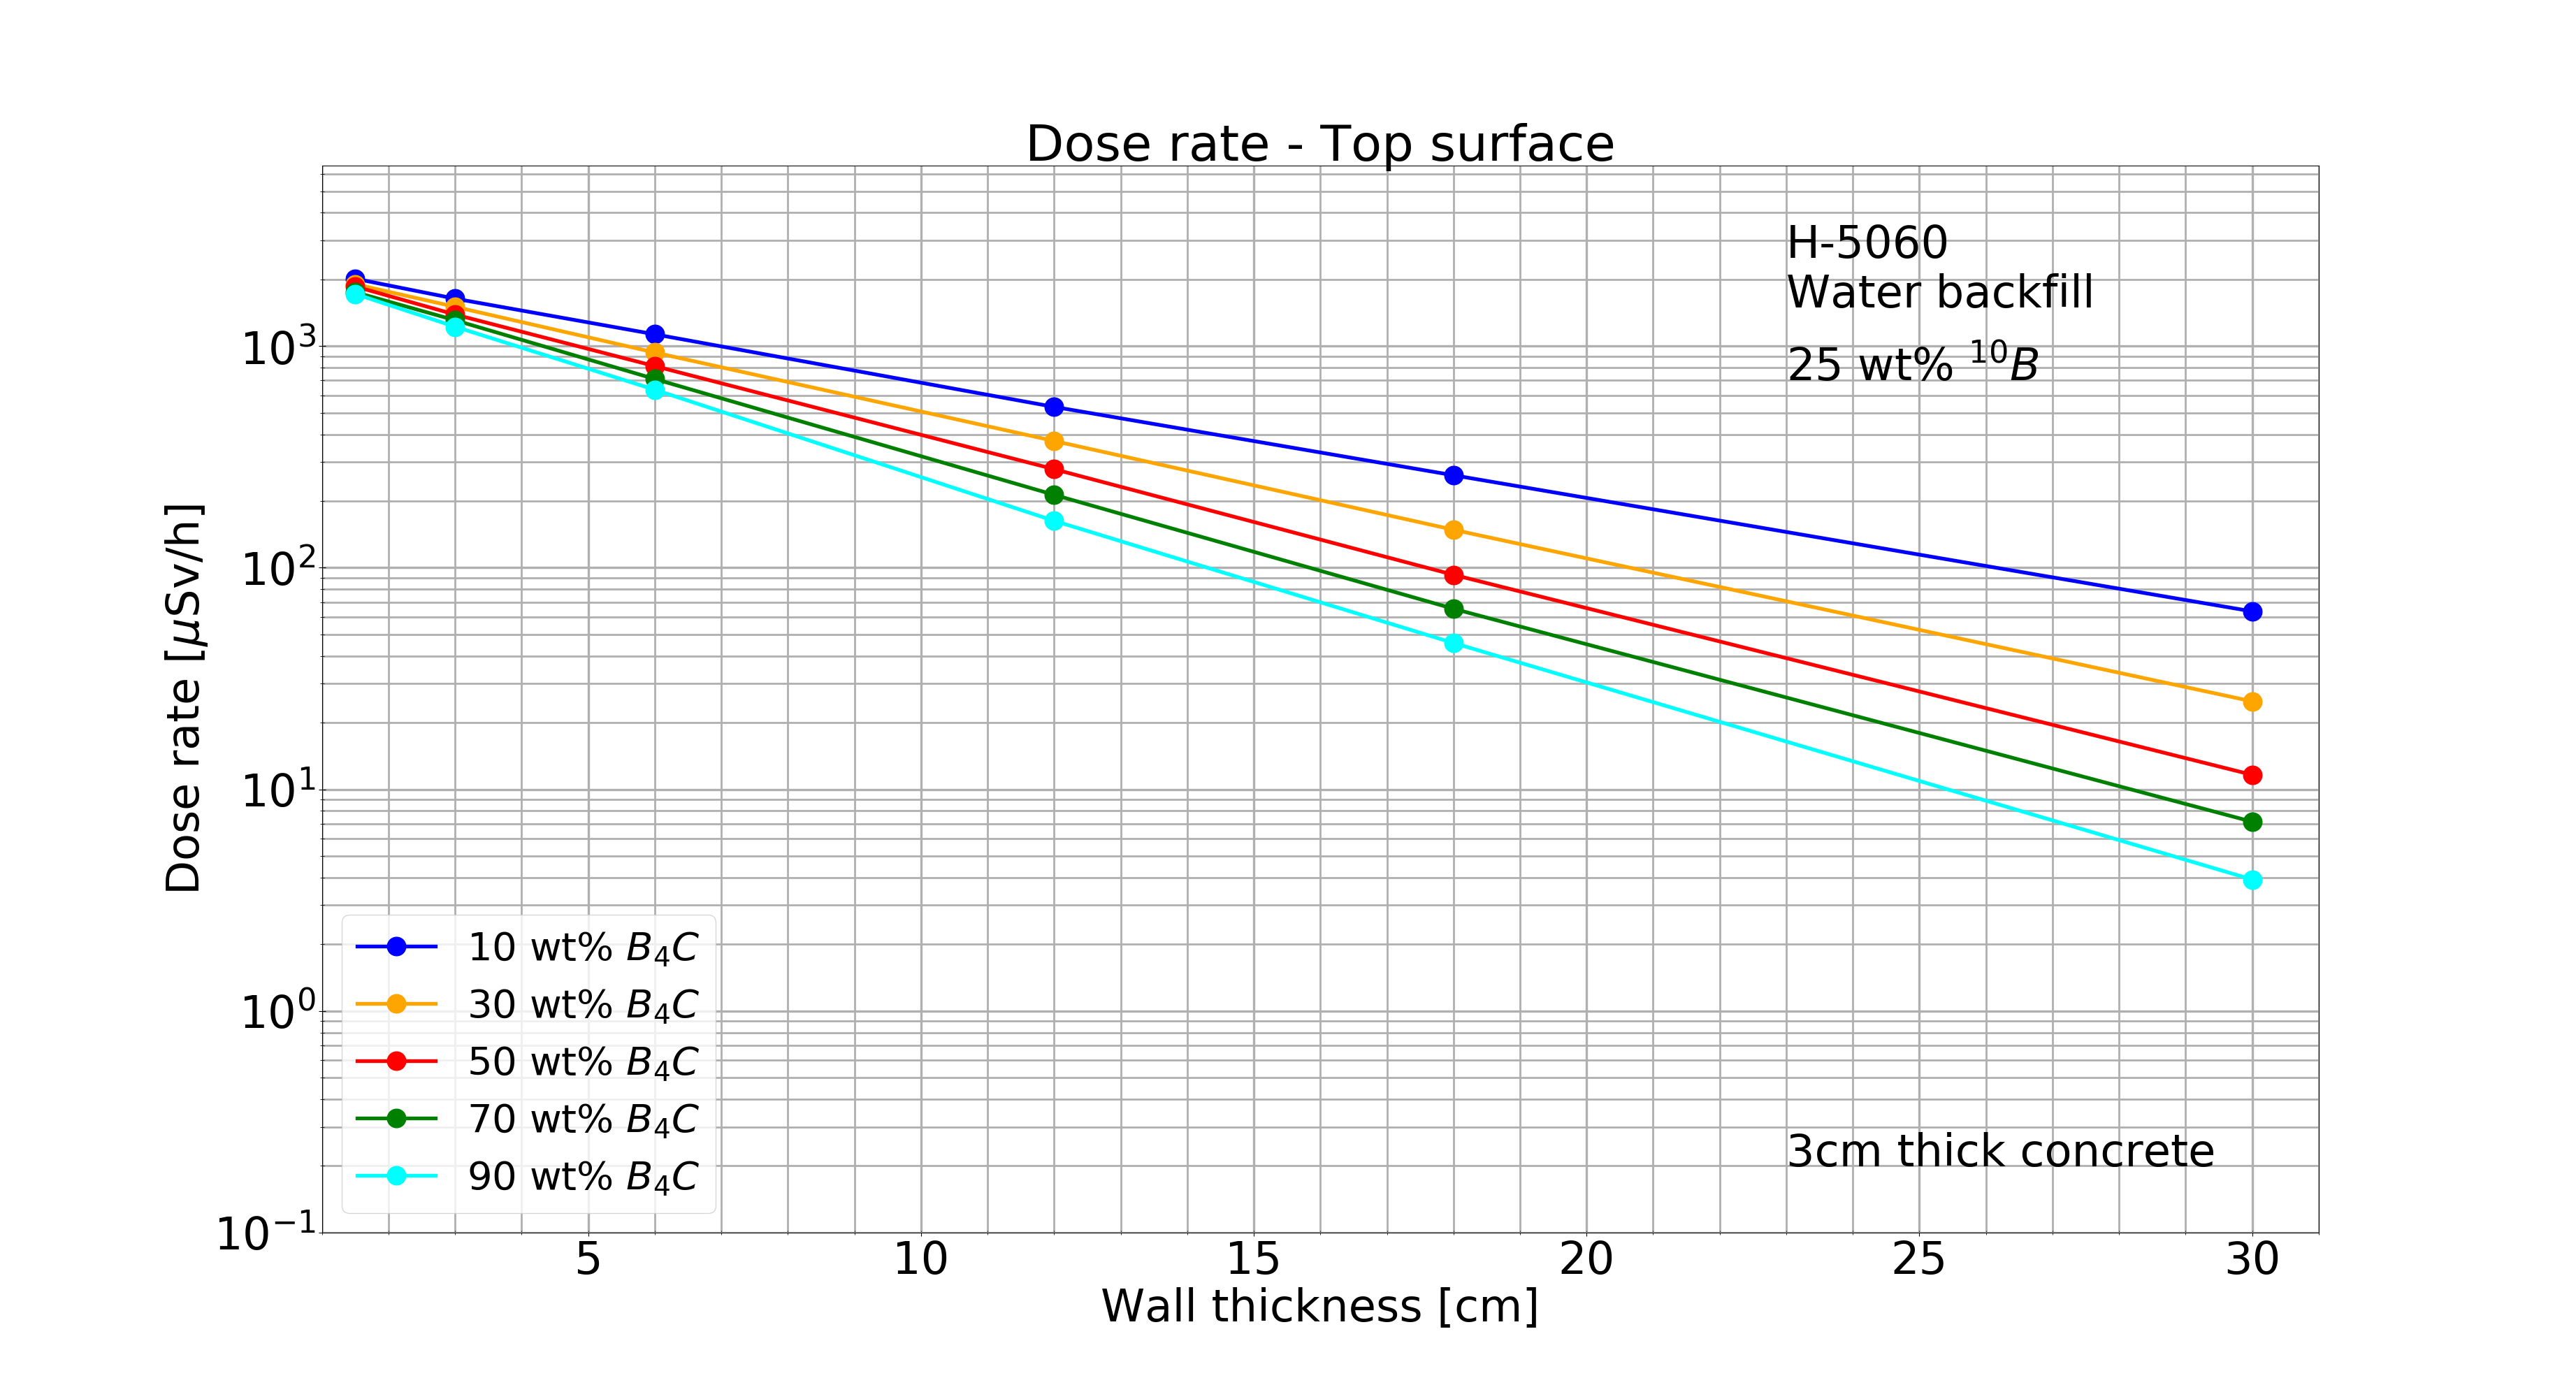 Dose rate - Top surface
H-5060
Water backfill
25 wt% ¹⁰B
Dose rate [μSv/h]
10³
10²
10¹
10⁰
10⁻¹
10 wt% B₄C
30 wt% B₄C
50 wt% B₄C
70 wt% B₄C
90 wt% B₄C
3cm thick concrete
5 10 15 20 25 30
Wall thickness [cm]